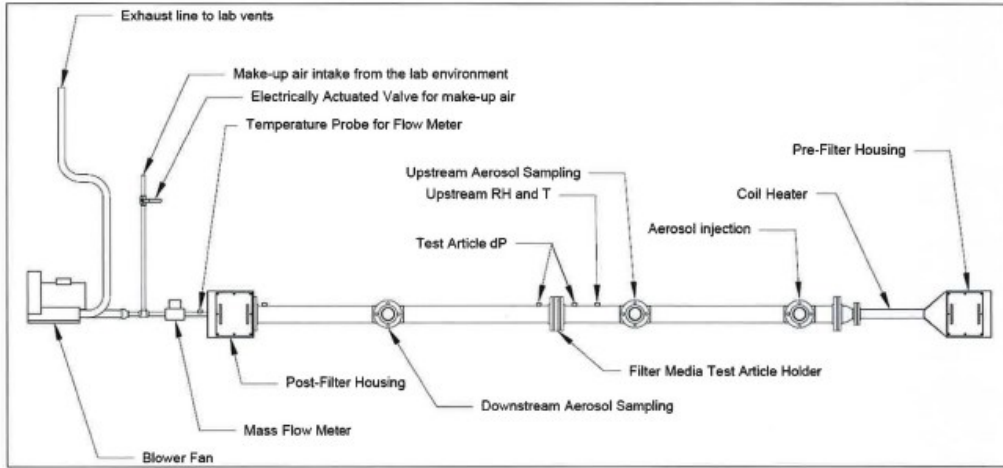 Exhaust line to lab vents
Make-up air intake from the lab environment
Electrically Actuated Valve for make-up air
Temperature Probe for Flow Meter
Pre-Filter Housing
Upstream Aerosol Sampling
Upstream RH and T
Coil Heater
Test Article dP
Aerosol injection
Post-Filter Housing
Filter Media Test Article Holder
Downstream Aerosol Sampling
Mass Flow Meter
Blower Fan